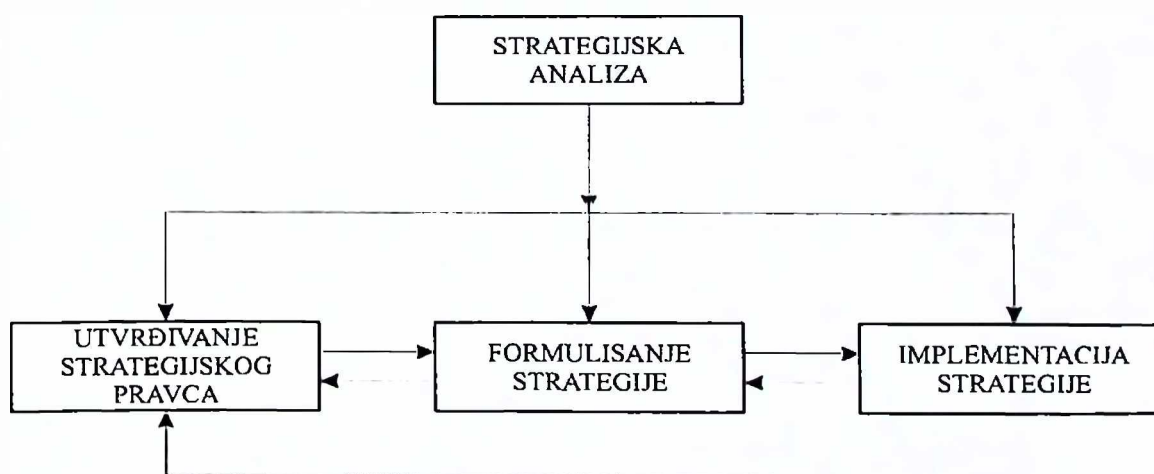 STRATEGIJSKA
ANALIZA
UTVRĐIVANJE
STRATEGIJSKOG
PRAVCA
FORMULISANJE
STRATEGIJE
IMPLEMENTACIJA
STRATEGIJE